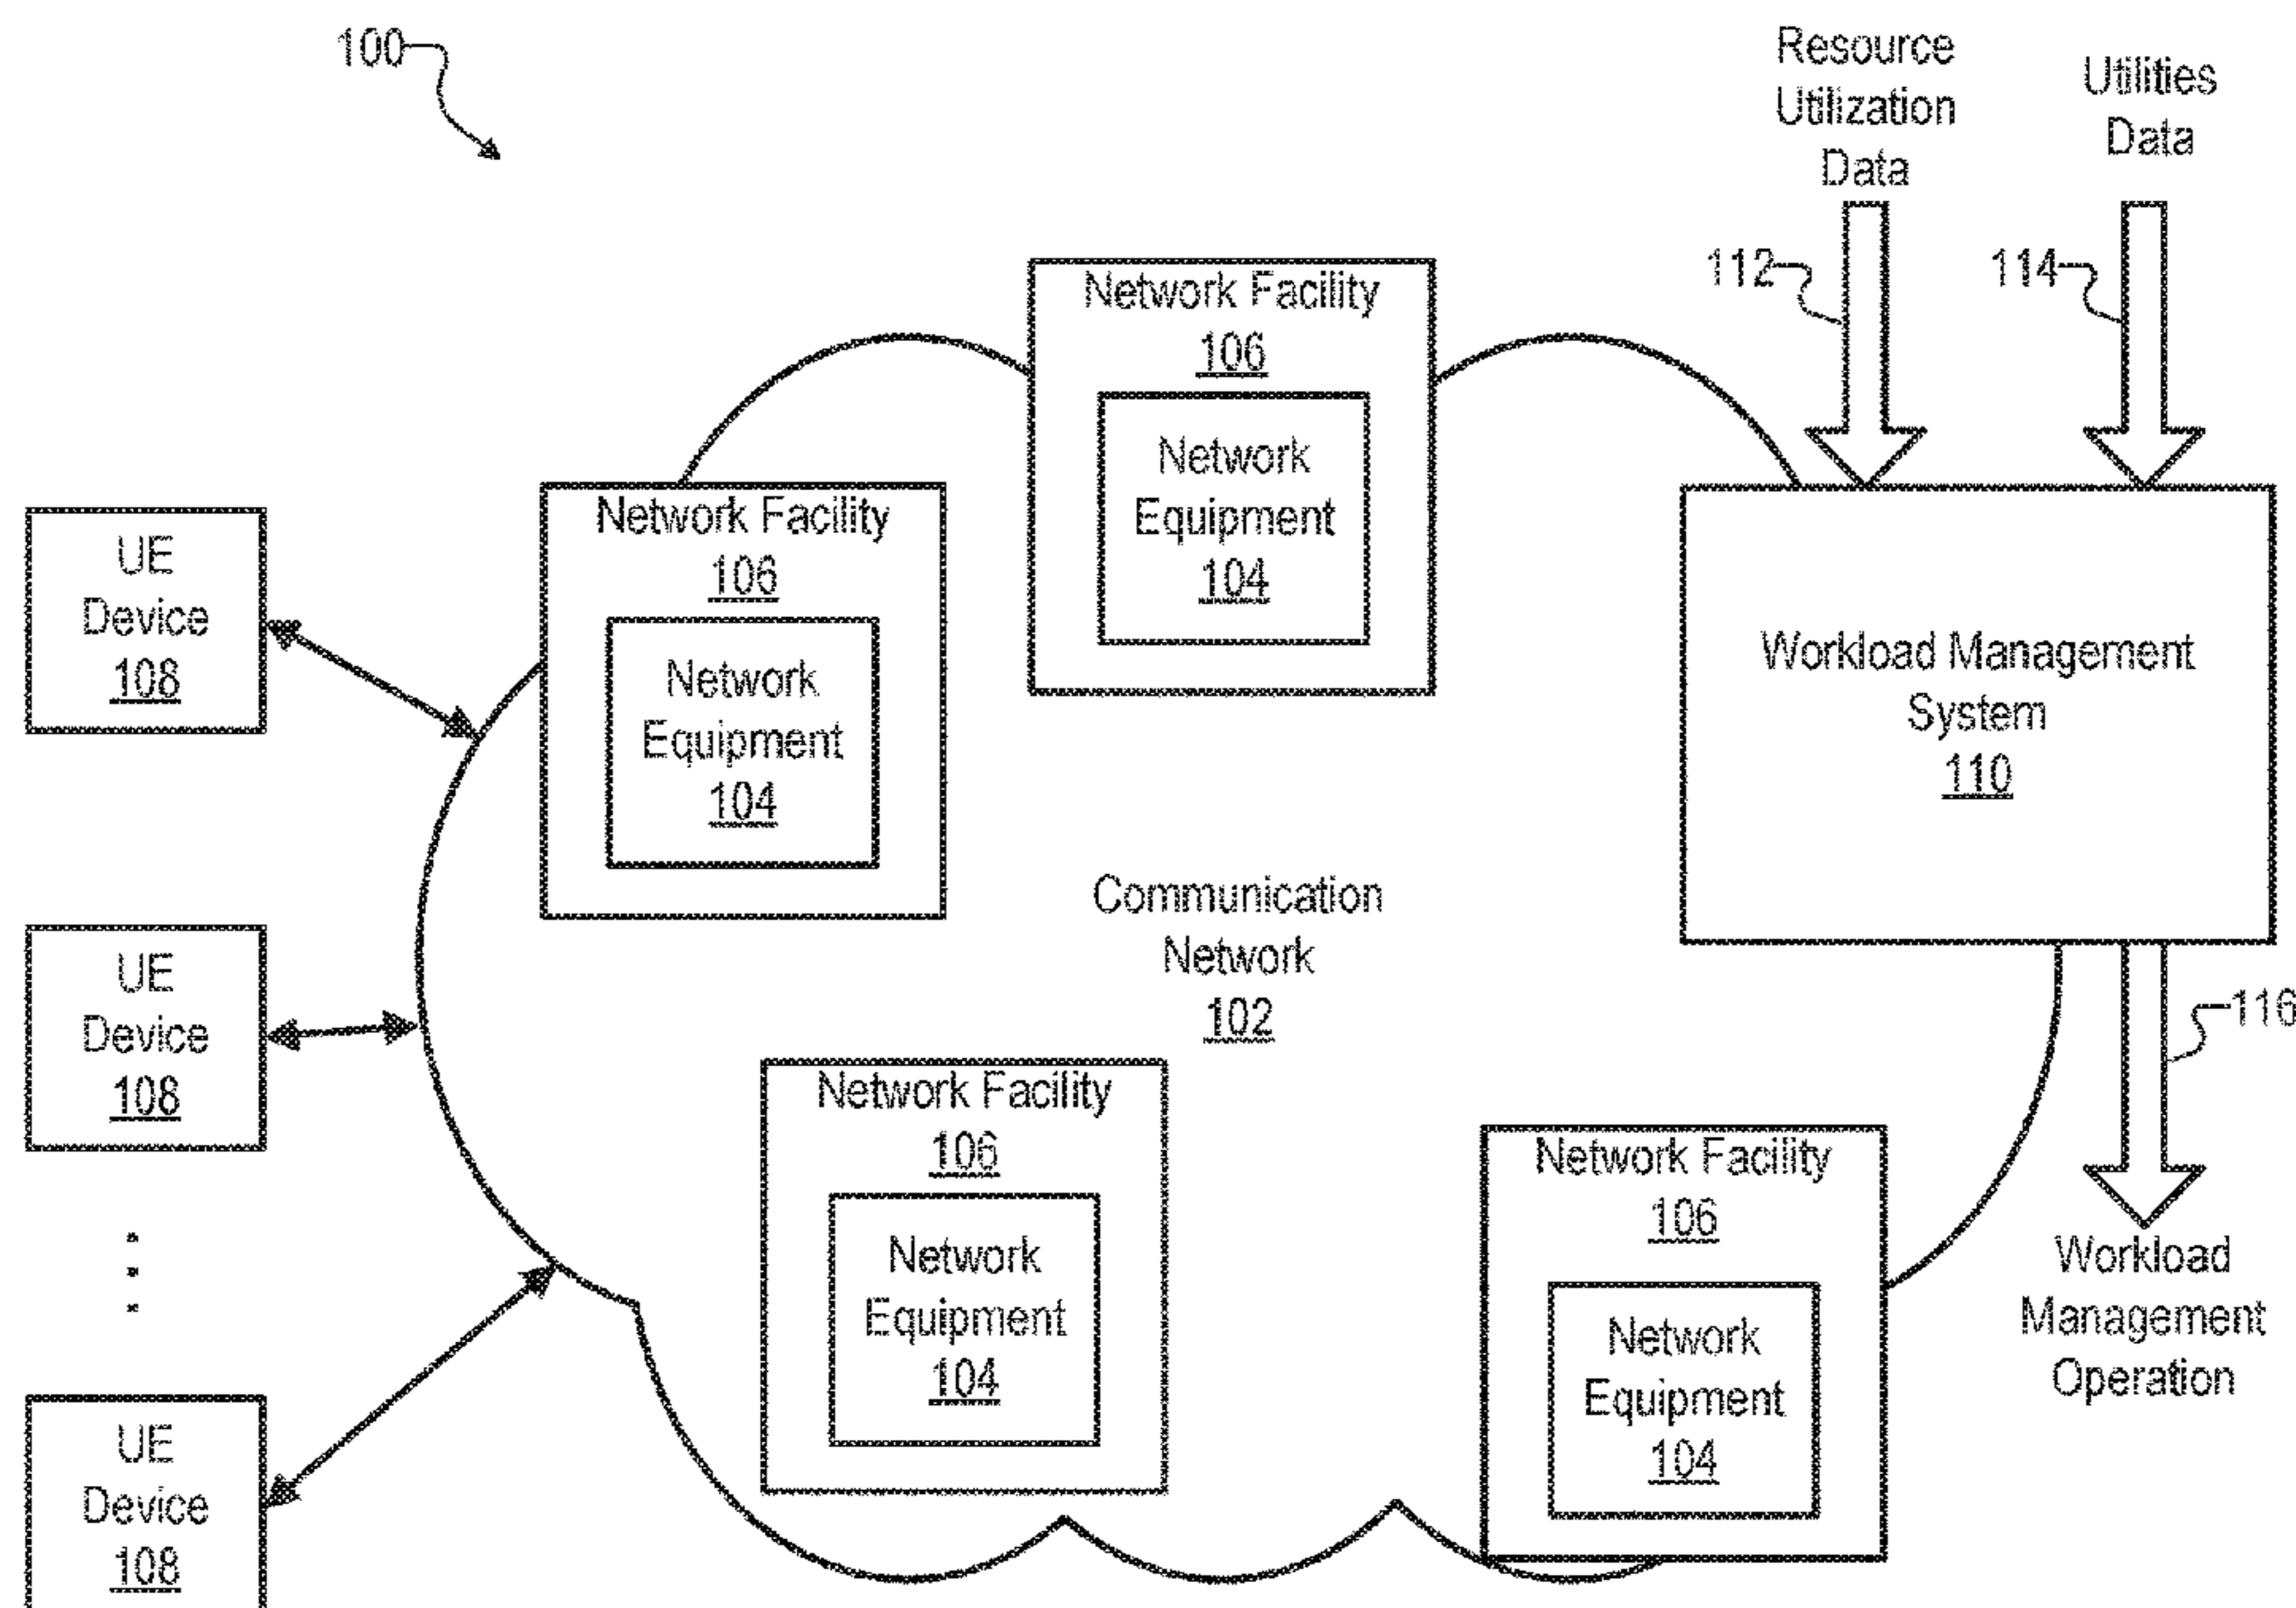 100
Resource
Utilization
Data
Utilities
Data
112
114
Network Facility
106
Network
Equipment
104
Network Facility
106
Network
Equipment
104
UE
Device
108
Workload Management
System
110
Communication
Network
102
UE
Device
108
116
Network Facility
106
Network
Equipment
104
Network Facility
106
Network
Equipment
104
Workload
Management
Operation
UE
Device
108